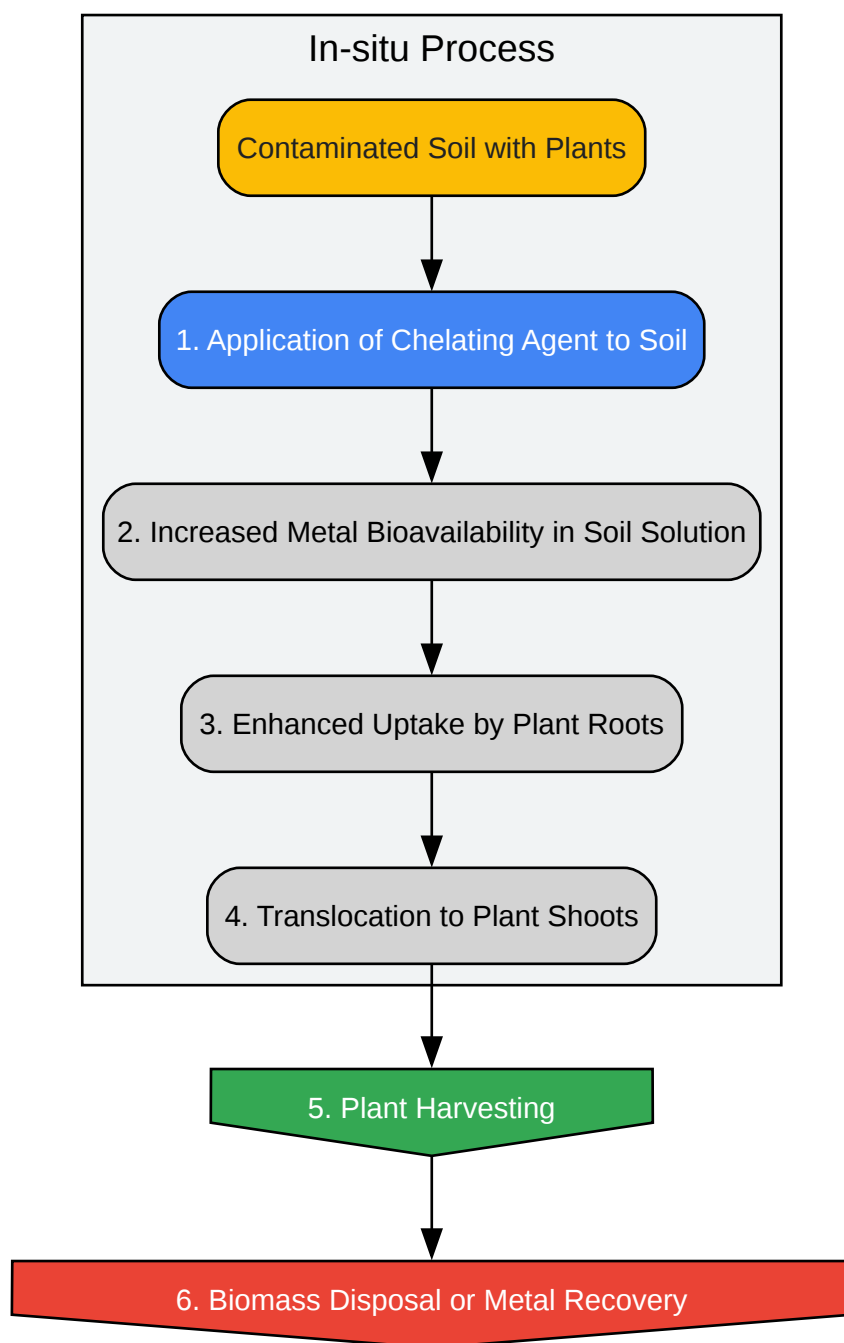 In-situ Process
Contaminated Soil with Plants
1. Application of Chelating Agent to Soil
2. Increased Metal Bioavailability in Soil Solution
3. Enhanced Uptake by Plant Roots
4. Translocation to Plant Shoots
5. Plant Harvesting
6. Biomass Disposal or Metal Recovery